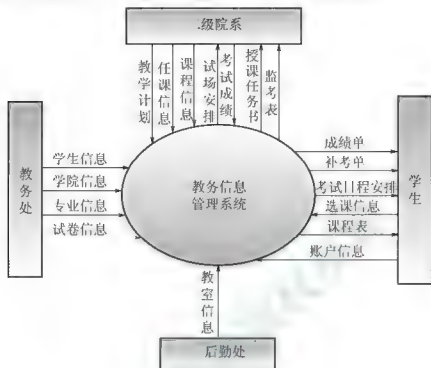 二级院系
教学计划
任课信息
课程信息
试场安排
考试成绩
授课任务书
监考表
教务处
学生信息
学院信息
专业信息
试卷信息
教务信息
管理系统
成绩单
补考单
考试日程安排
选课信息
课程表
账户信息
学生
教室信息
后勤处